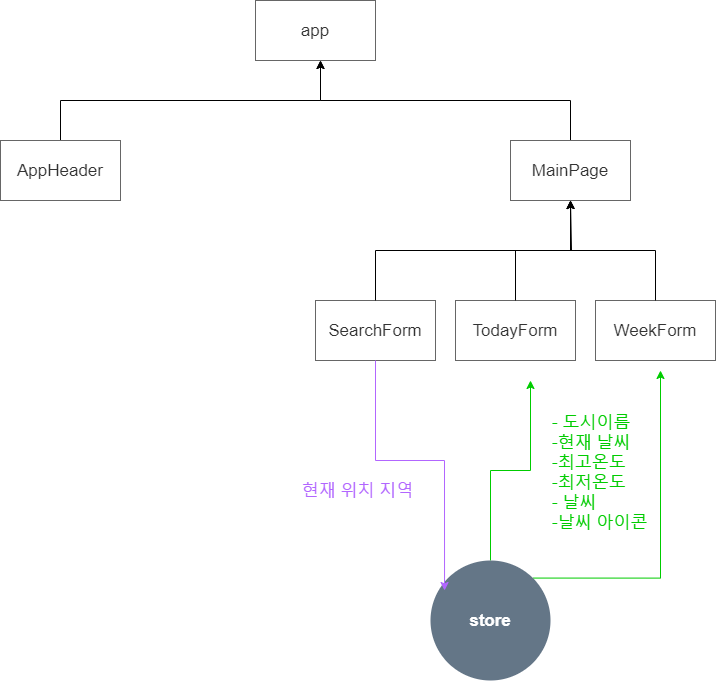 app
AppHeader
MainPage
SearchForm
TodayForm
WeekForm
- 도시이름
-현재 날씨
-최고온도
-최저온도
- 날씨
-날씨 아이콘
현재 위치 지역
store